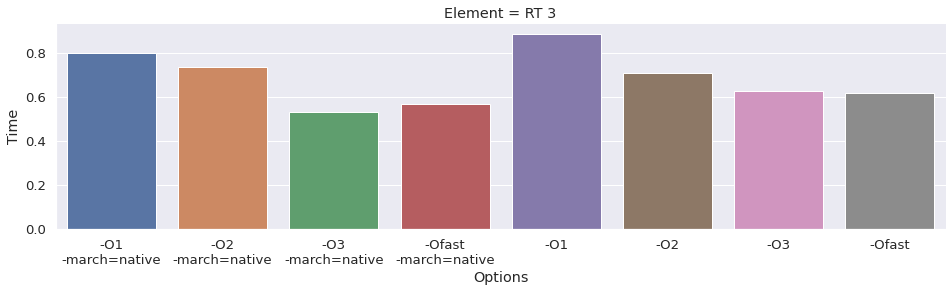 Element = RT 3
Time
0.8
0.6
0.4
0.2
0.0
-O1 -O2 -O3 -Ofast -O1 -O2 -O3 -Ofast
-march=native -march=native -march=native -march=native
Options